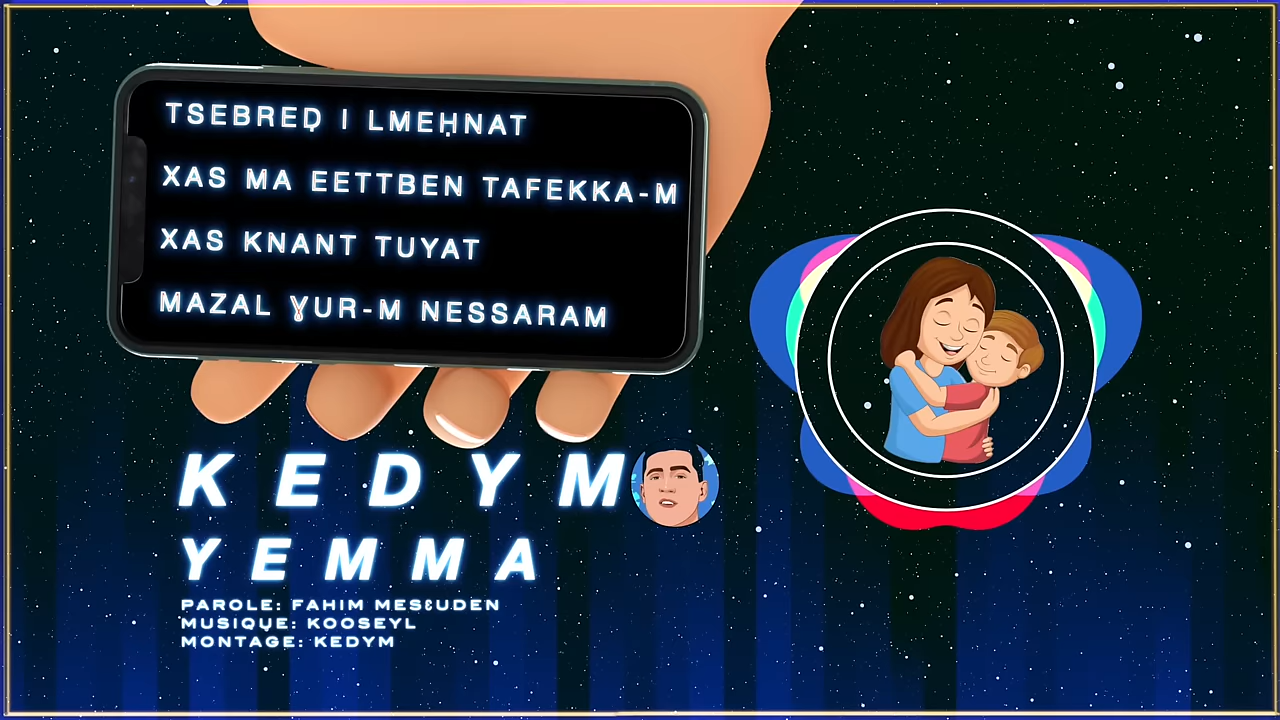 TSEBREḌ I LMEḤNAT
XAS MA EETTBEN TAFEKKA-M
XAS KNANT TUYAT
MAZAL ɣUR-M NESSARAM
KEDYM
YEMMA
PAROLE: FAHIM MESƐUDEN
MUSIQUE: KOOSEYL
MONTAGE: KEDYM